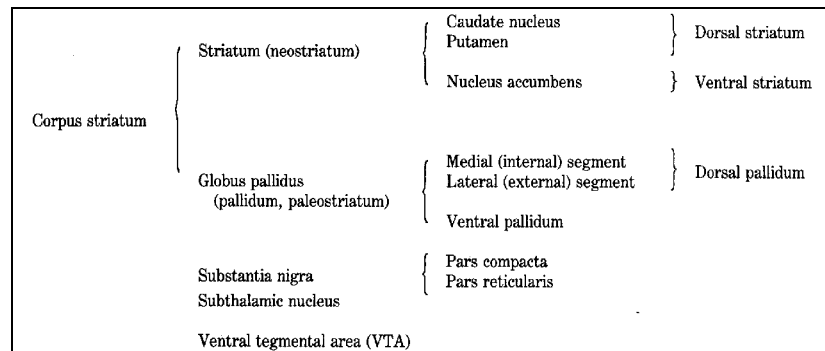 Caudate nucleus
Putamen
Dorsal striatum
Striatum (neostriatum)
Nucleus accumbens
Ventral striatum
Corpus striatum
Medial (internal) segment
Lateral (external) segment
Dorsal pallidum
Globus pallidus
(pallidum, paleostriatum)
Ventral pallidum
Pars compacta
Pars reticularis
Substantia nigra
Subthalamic nucleus
Ventral tegmental area (VTA)